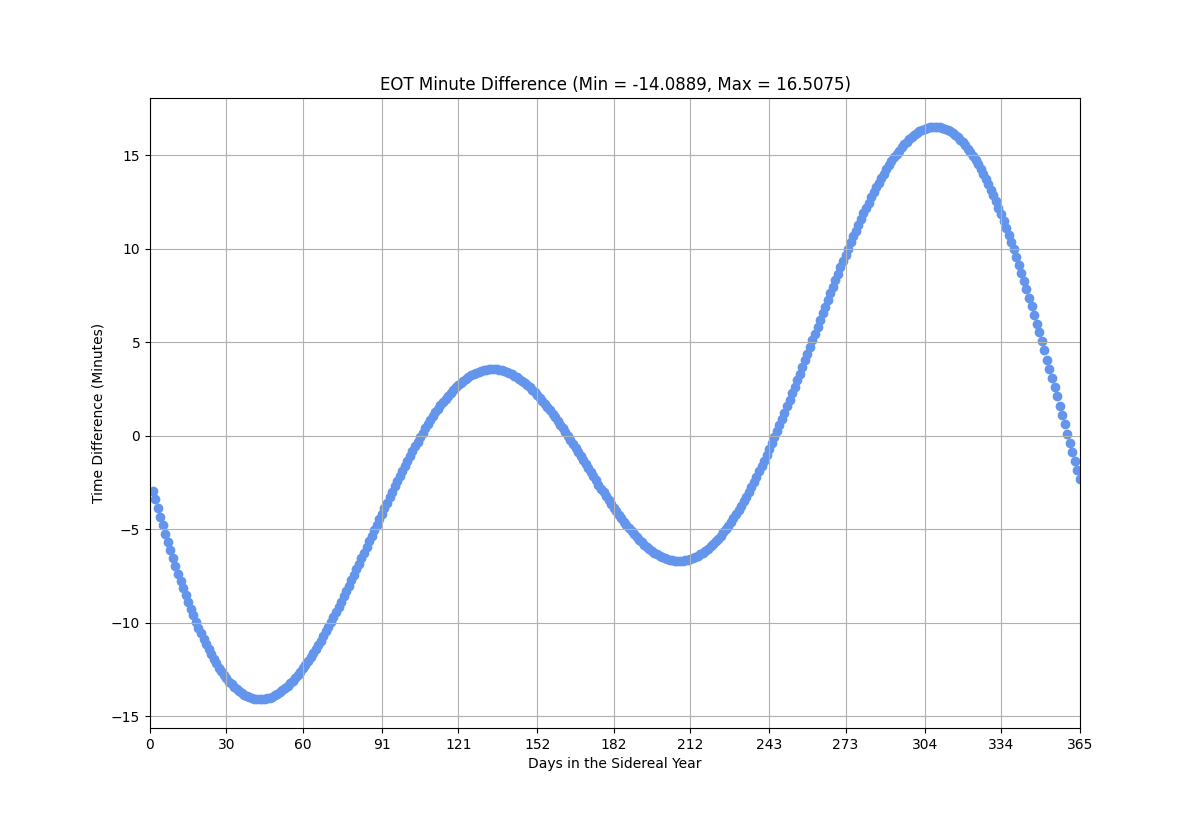 EOT Minute Difference (Min = -14.0889, Max = 16.5075)
Time Difference (Minutes)
15
10
5
0
−5
−10
−15
0 30 60 91 121 152 182 212 243 273 304 334 365
Days in the Sidereal Year